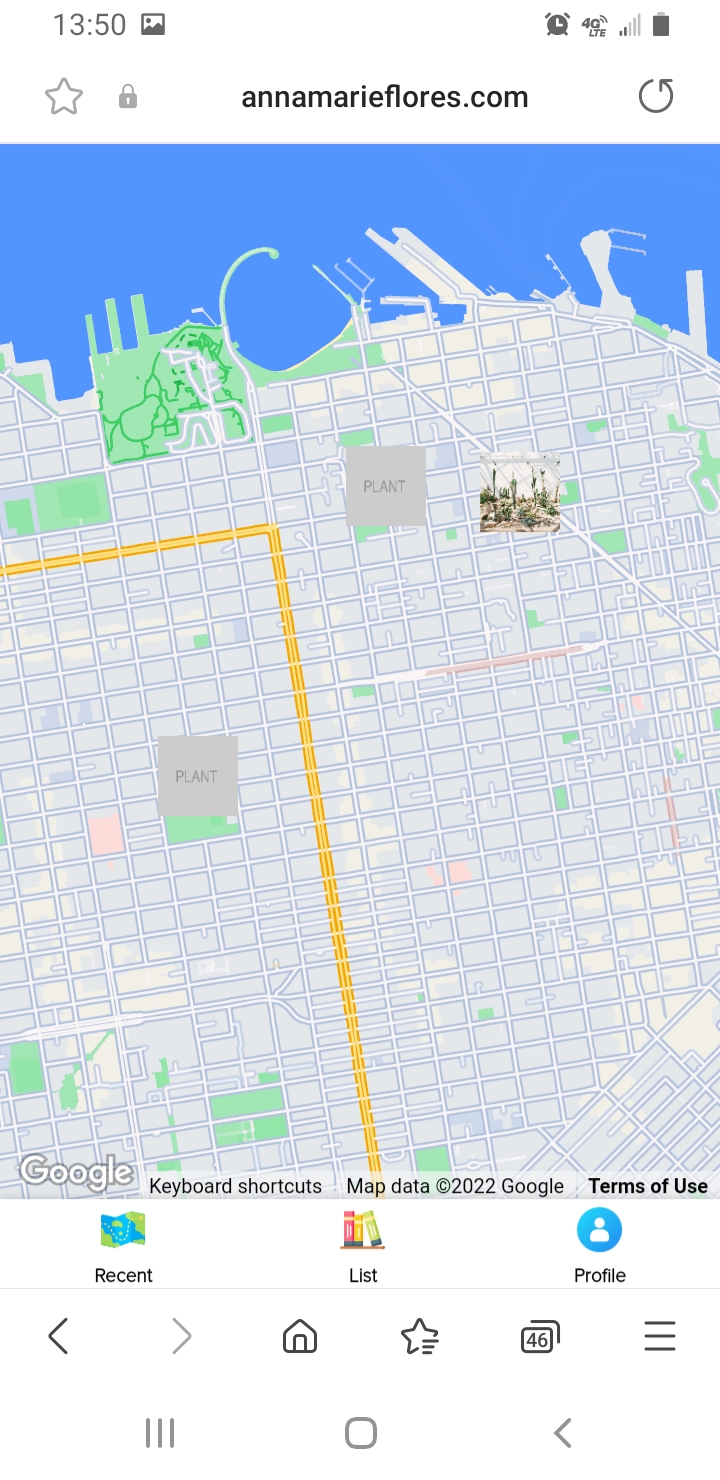 13:50
4G LTE
annamarieflores.com
PLANT
PLANT
Google
Keyboard shortcuts
Map data ©2022 Google
Terms of Use
Recent
List
Profile
46